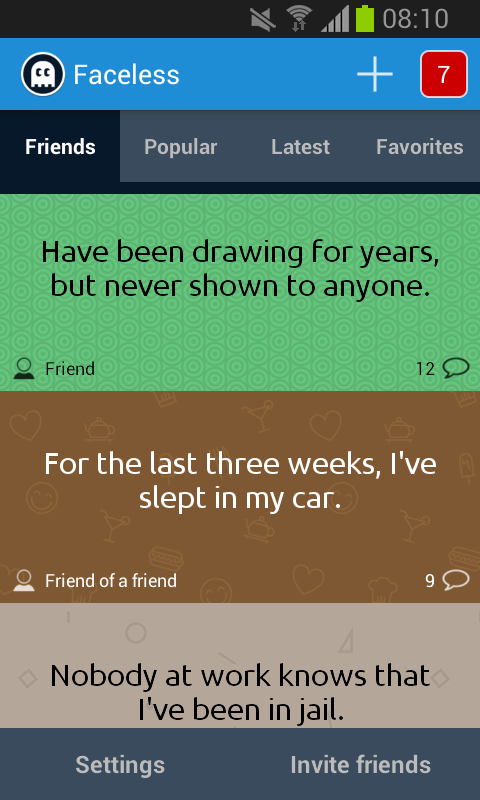 08:10
Faceless
7
Friends Popular Latest Favorites
Have been drawing for years,
but never shown to anyone.
Friend 12
For the last three weeks, I've
slept in my car.
Friend of a friend 9
Nobody at work knows that
I've been in jail.
Settings Invite friends